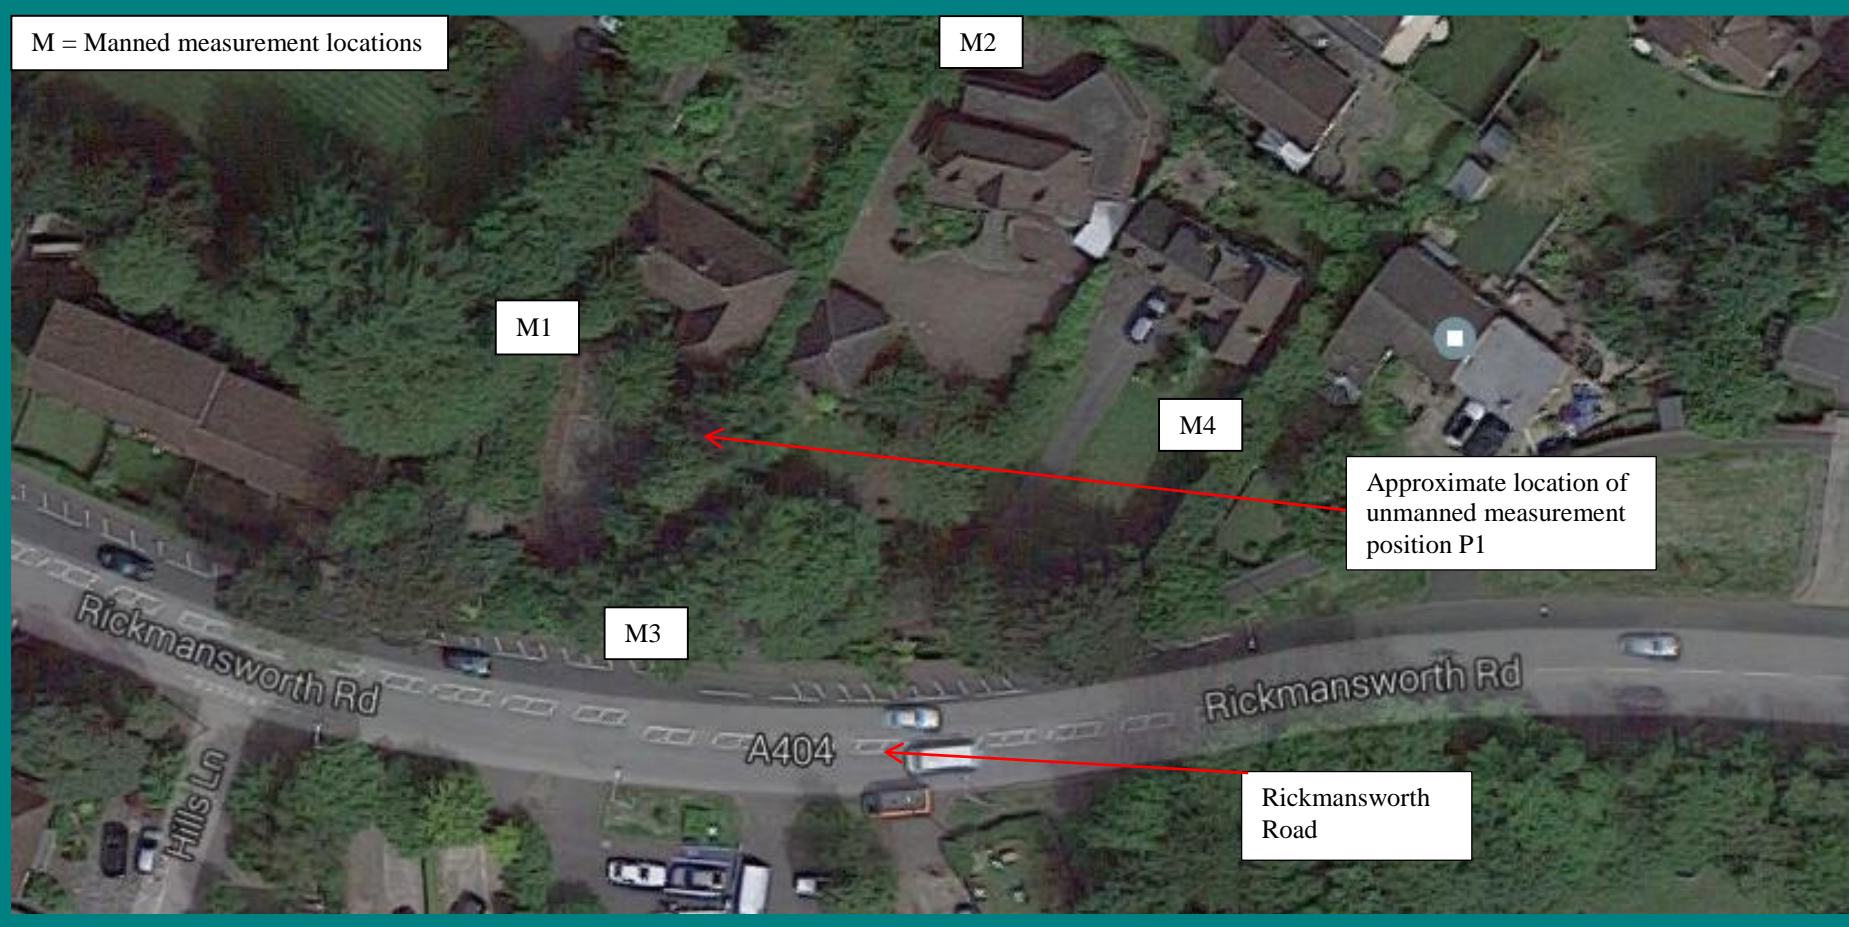 M = Manned measurement locations
M2
M1
M4
Approximate location of
unmanned measurement
position P1
M3
Rickmansworth Rd
Rickmansworth Rd
A404
Hills Ln
Rickmansworth
Road